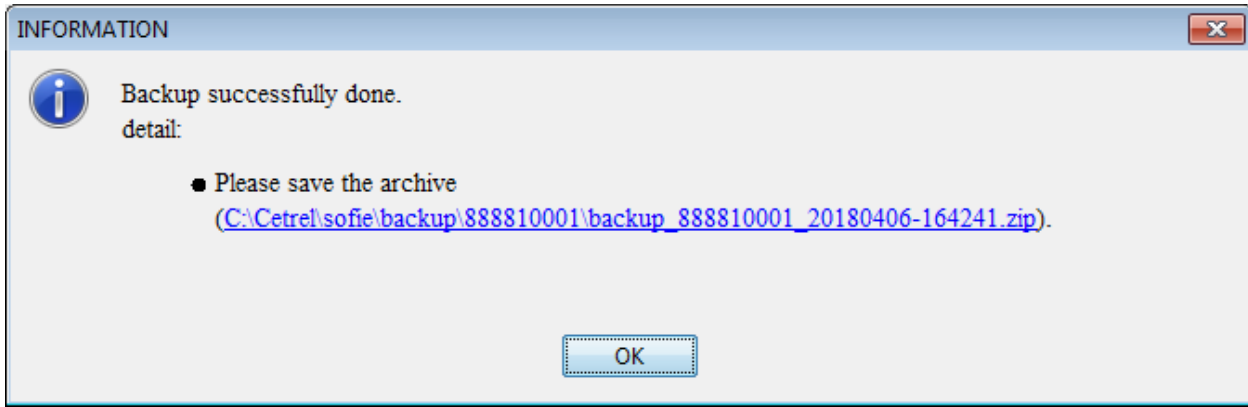 INFORMATION
Backup successfully done.
detail:
Please save the archive
(C:\Cetrel\sofie\backup\888810001\backup_888810001_20180406-164241.zip).
OK